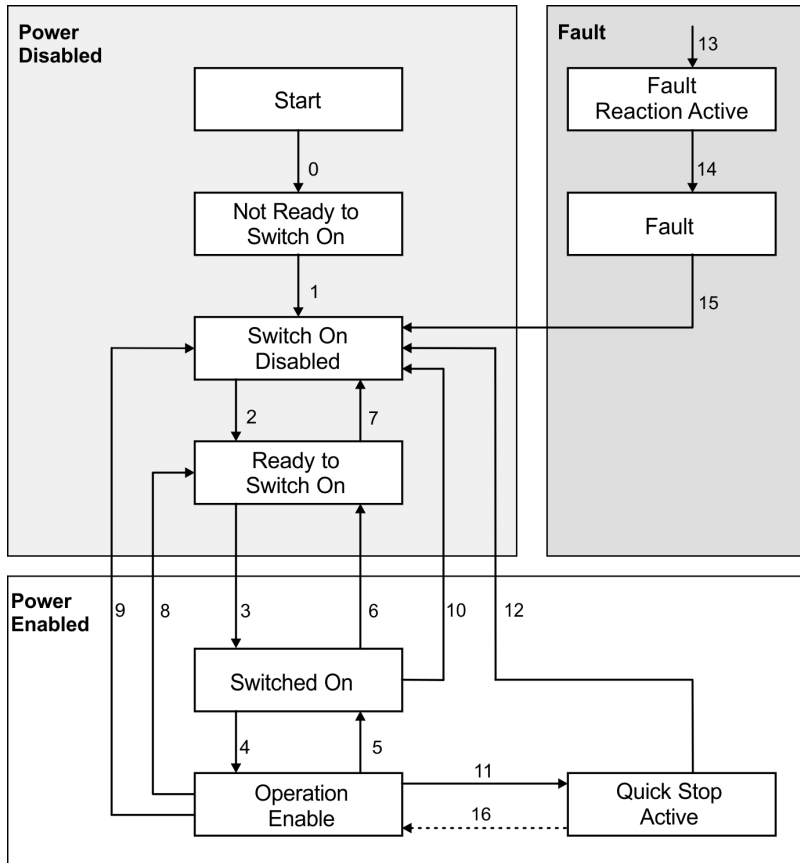 Power
Disabled
Start
0
Not Ready to
Switch On
1
Switch On
Disabled
2
7
Ready to
Switch On
Fault
13
Fault
Reaction Active
14
Fault
15
Power
Enabled
9
8
3
6
10
12
Switched On
4
5
Operation
Enable
11
16
Quick Stop
Active